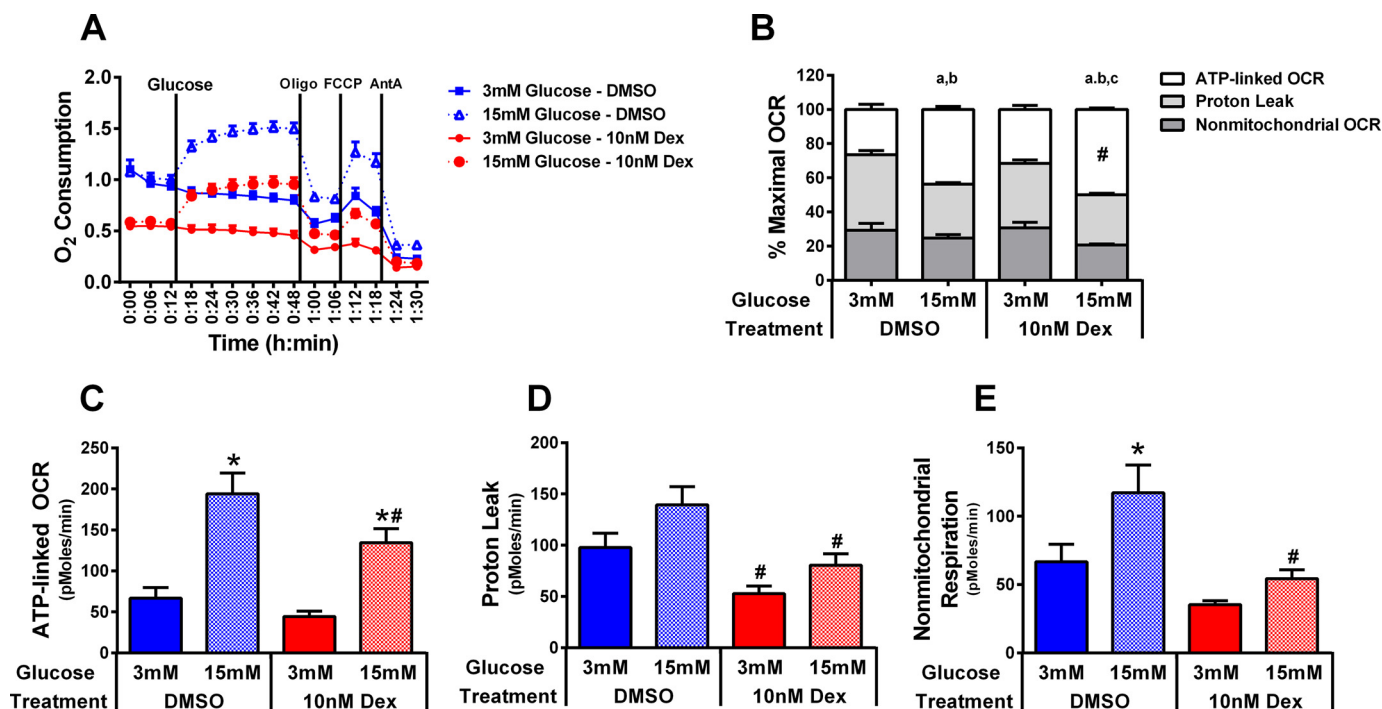 A
2.0
1.5
1.0
0.5
0.0
O2 Consumption
Glucose
Oligo
FCCP
AntA
0:00
0:06
0:12
0:18
0:24
0:30
0:36
0:42
0:48
1:00
1:06
1:12
1:18
1:24
1:30
Time (h:min)
3mM Glucose - DMSO
15mM Glucose - DMSO
3mM Glucose - 10nM Dex
15mM Glucose - 10nM Dex
B
% Maximal OCR
120
100
80
60
40
20
0
a,b
a.b,c
#
ATP-linked OCR
Proton Leak
Nonmitochondrial OCR
Glucose 3mM 15mM 3mM 15mM
Treatment DMSO 10nM Dex
C
ATP-linked OCR
(pMoles/min)
250
200
150
100
50
0
*
*#
Glucose 3mM 15mM 3mM 15mM
Treatment DMSO 10nM Dex
D
Proton Leak
(pMoles/min)
200
150
100
50
0
#
#
Glucose 3mM 15mM 3mM 15mM
Treatment DMSO 10nM Dex
E
Nonmitochondrial
Respiration
(pMoles/min)
150
100
50
0
*
#
Glucose 3mM 15mM 3mM 15mM
Treatment DMSO 10nM Dex